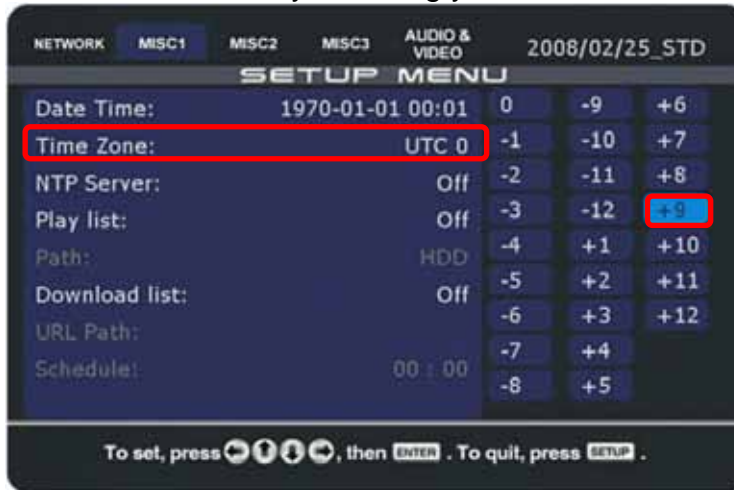 NETWORK MISC1 MISC2 MISC3 AUDIO & VIDEO 2008/02/25_STD
SETUP MENU
Date Time: 1970-01-01 00:01 0 -9 +6
Time Zone: UTC 0 -1 -10 +7
NTP Server: Off -2 -11 +8
Play list: Off -3 -12 +9
Path: HDD -4 +1 +10
Download list: Off -5 +2 +11
URL Path: -6 +3 +12
Schedule: 00 : 00 -7 +4
-8 +5
To set, press , then ENTER . To quit, press SETUP .